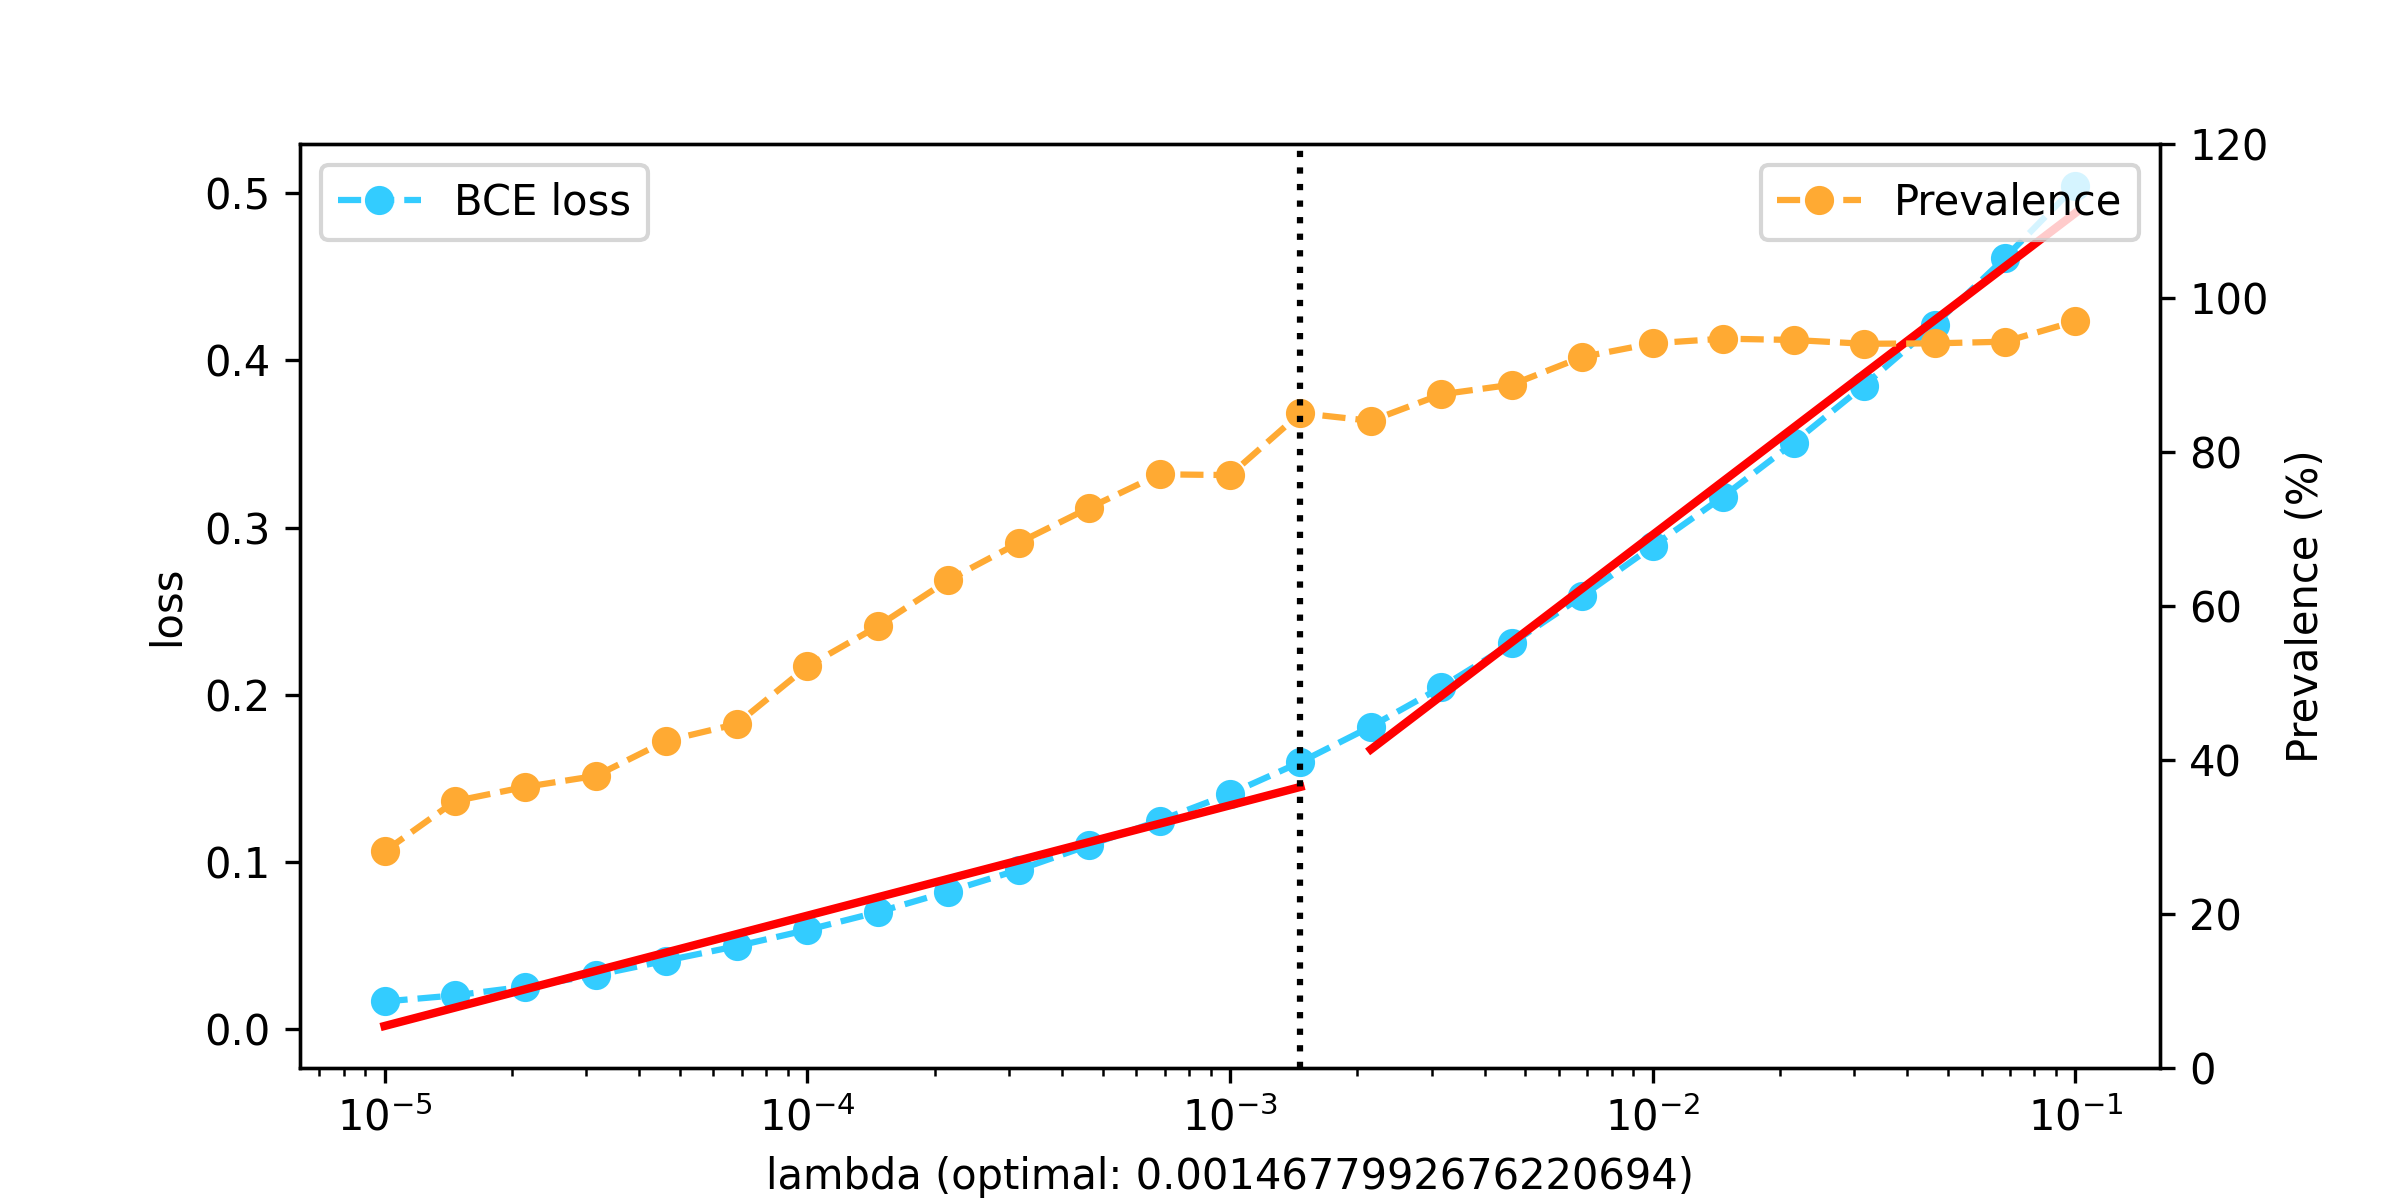 BCE loss
Prevalence
0.5
0.4
0.3
0.2
0.1
0.0
loss
120
100
80
60
40
20
0
Prevalence (%)
10⁻⁵ 10⁻⁴ 10⁻³ 10⁻² 10⁻¹
lambda (optimal: 0.0014677992676220694)